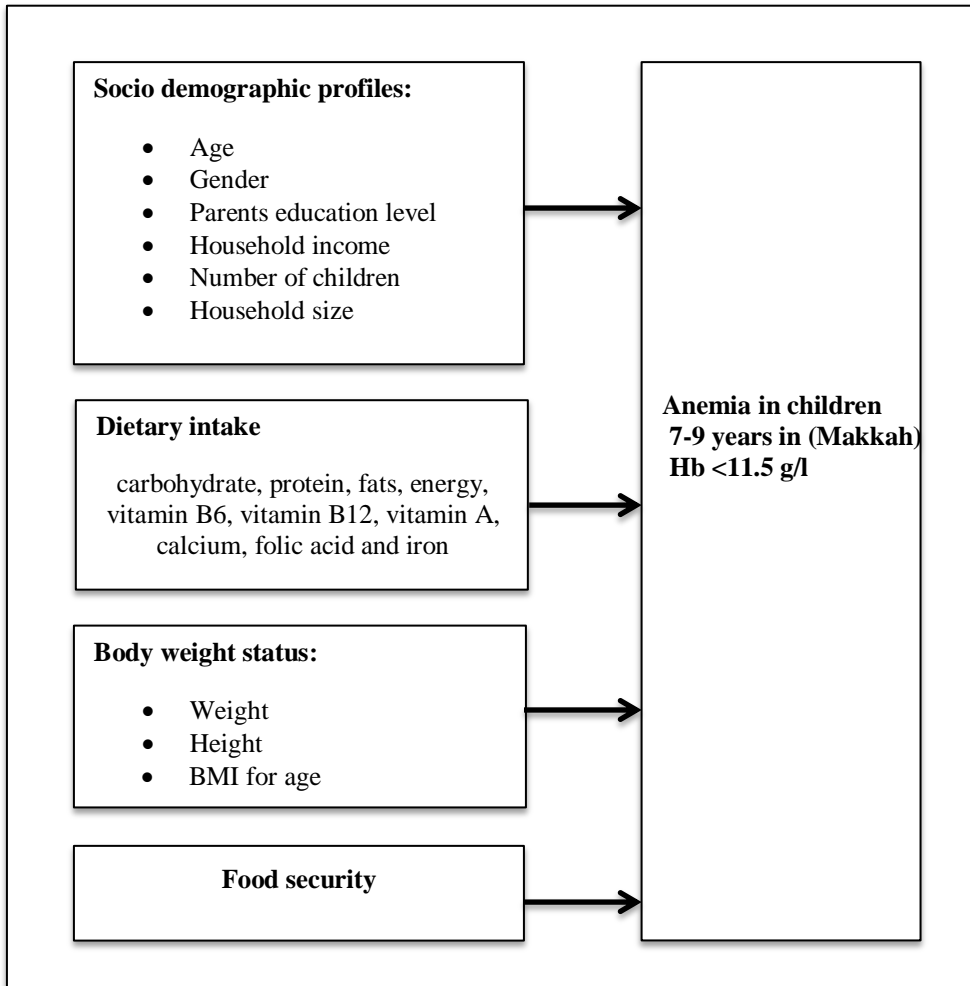 Socio demographic profiles:
• Age
• Gender
• Parents education level
• Household income
• Number of children
• Household size
Dietary intake
carbohydrate, protein, fats, energy,
vitamin B6, vitamin B12, vitamin A,
calcium, folic acid and iron
Body weight status:
• Weight
• Height
• BMI for age
Food security
Anemia in children
7-9 years in (Makkah)
Hb <11.5 g/l